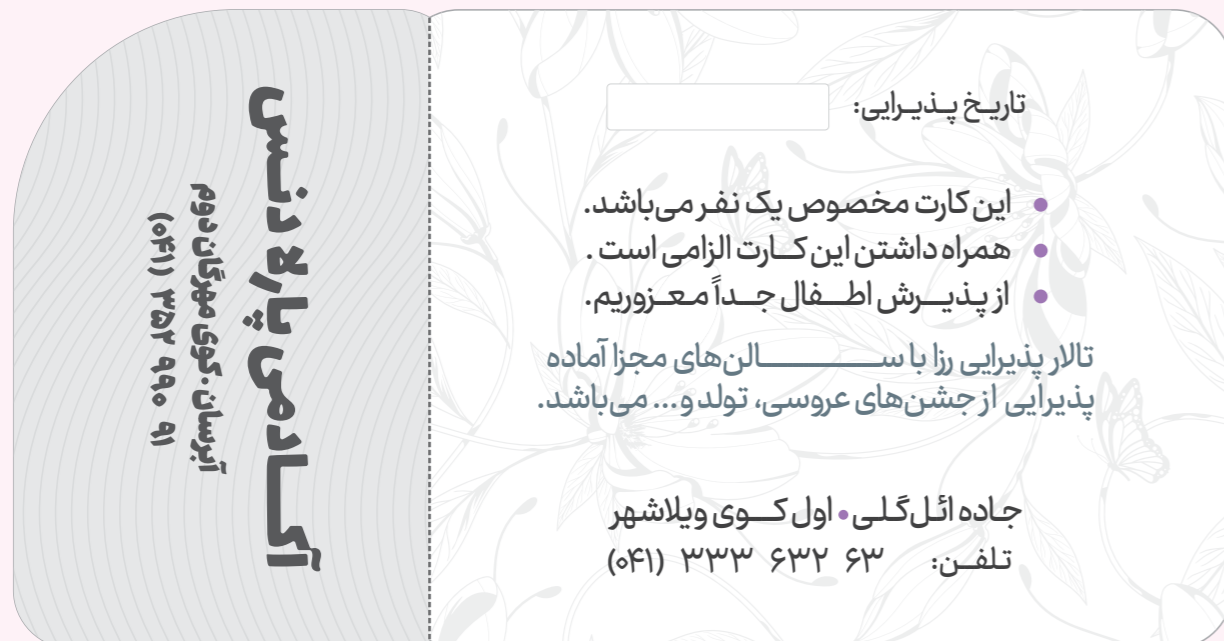 تاریخ پذیرایی:
این کارت مخصوص یک نفر می‌باشد.
همراه داشتن این کارت الزامی است .
از پذیرش اطفال جداً معزوریم.
تالار پذیرایی رزا با سالن‌های مجزا آماده
پذیرایی از جشن‌های عروسی، تولد و... می‌باشد.
جاده ائل‌گلی • اول کوی ویلاشهر
تلفن: ۶۳ ۶۳۲ ۳۳۳ (۰۴۱)
آکادمی پارلا دنس
آبرسان • کوی مهرگان دوم
۹۱ ۹۹۰ ۳۵۲ (۰۴۱)